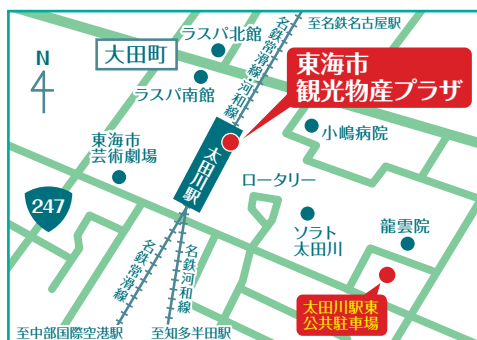 至名鉄名古屋駅
ラスパ北館
N
大田町
名鉄常滑線・河和線
東海市
観光物産プラザ
ラスパ南館
小嶋病院
東海市
芸術劇場
太田川駅
ロータリー
247
ソラト
太田川
龍雲院
名鉄常滑線
名鉄河和線
太田川駅東
公共駐車場
至中部国際空港駅
至知多半田駅